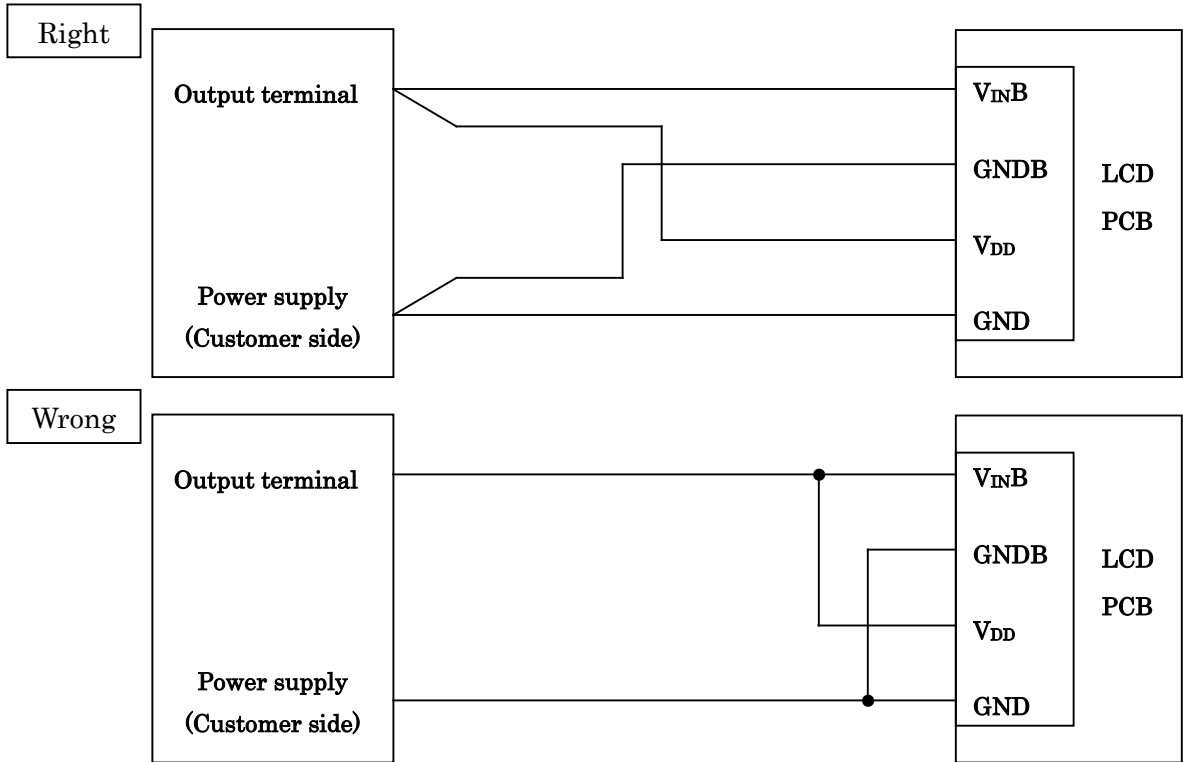 Right
Output terminal
Power supply
(Customer side)
VINB
GNDB
VDD
GND
LCD
PCB
Wrong
Output terminal
Power supply
(Customer side)
VINB
GNDB
VDD
GND
LCD
PCB